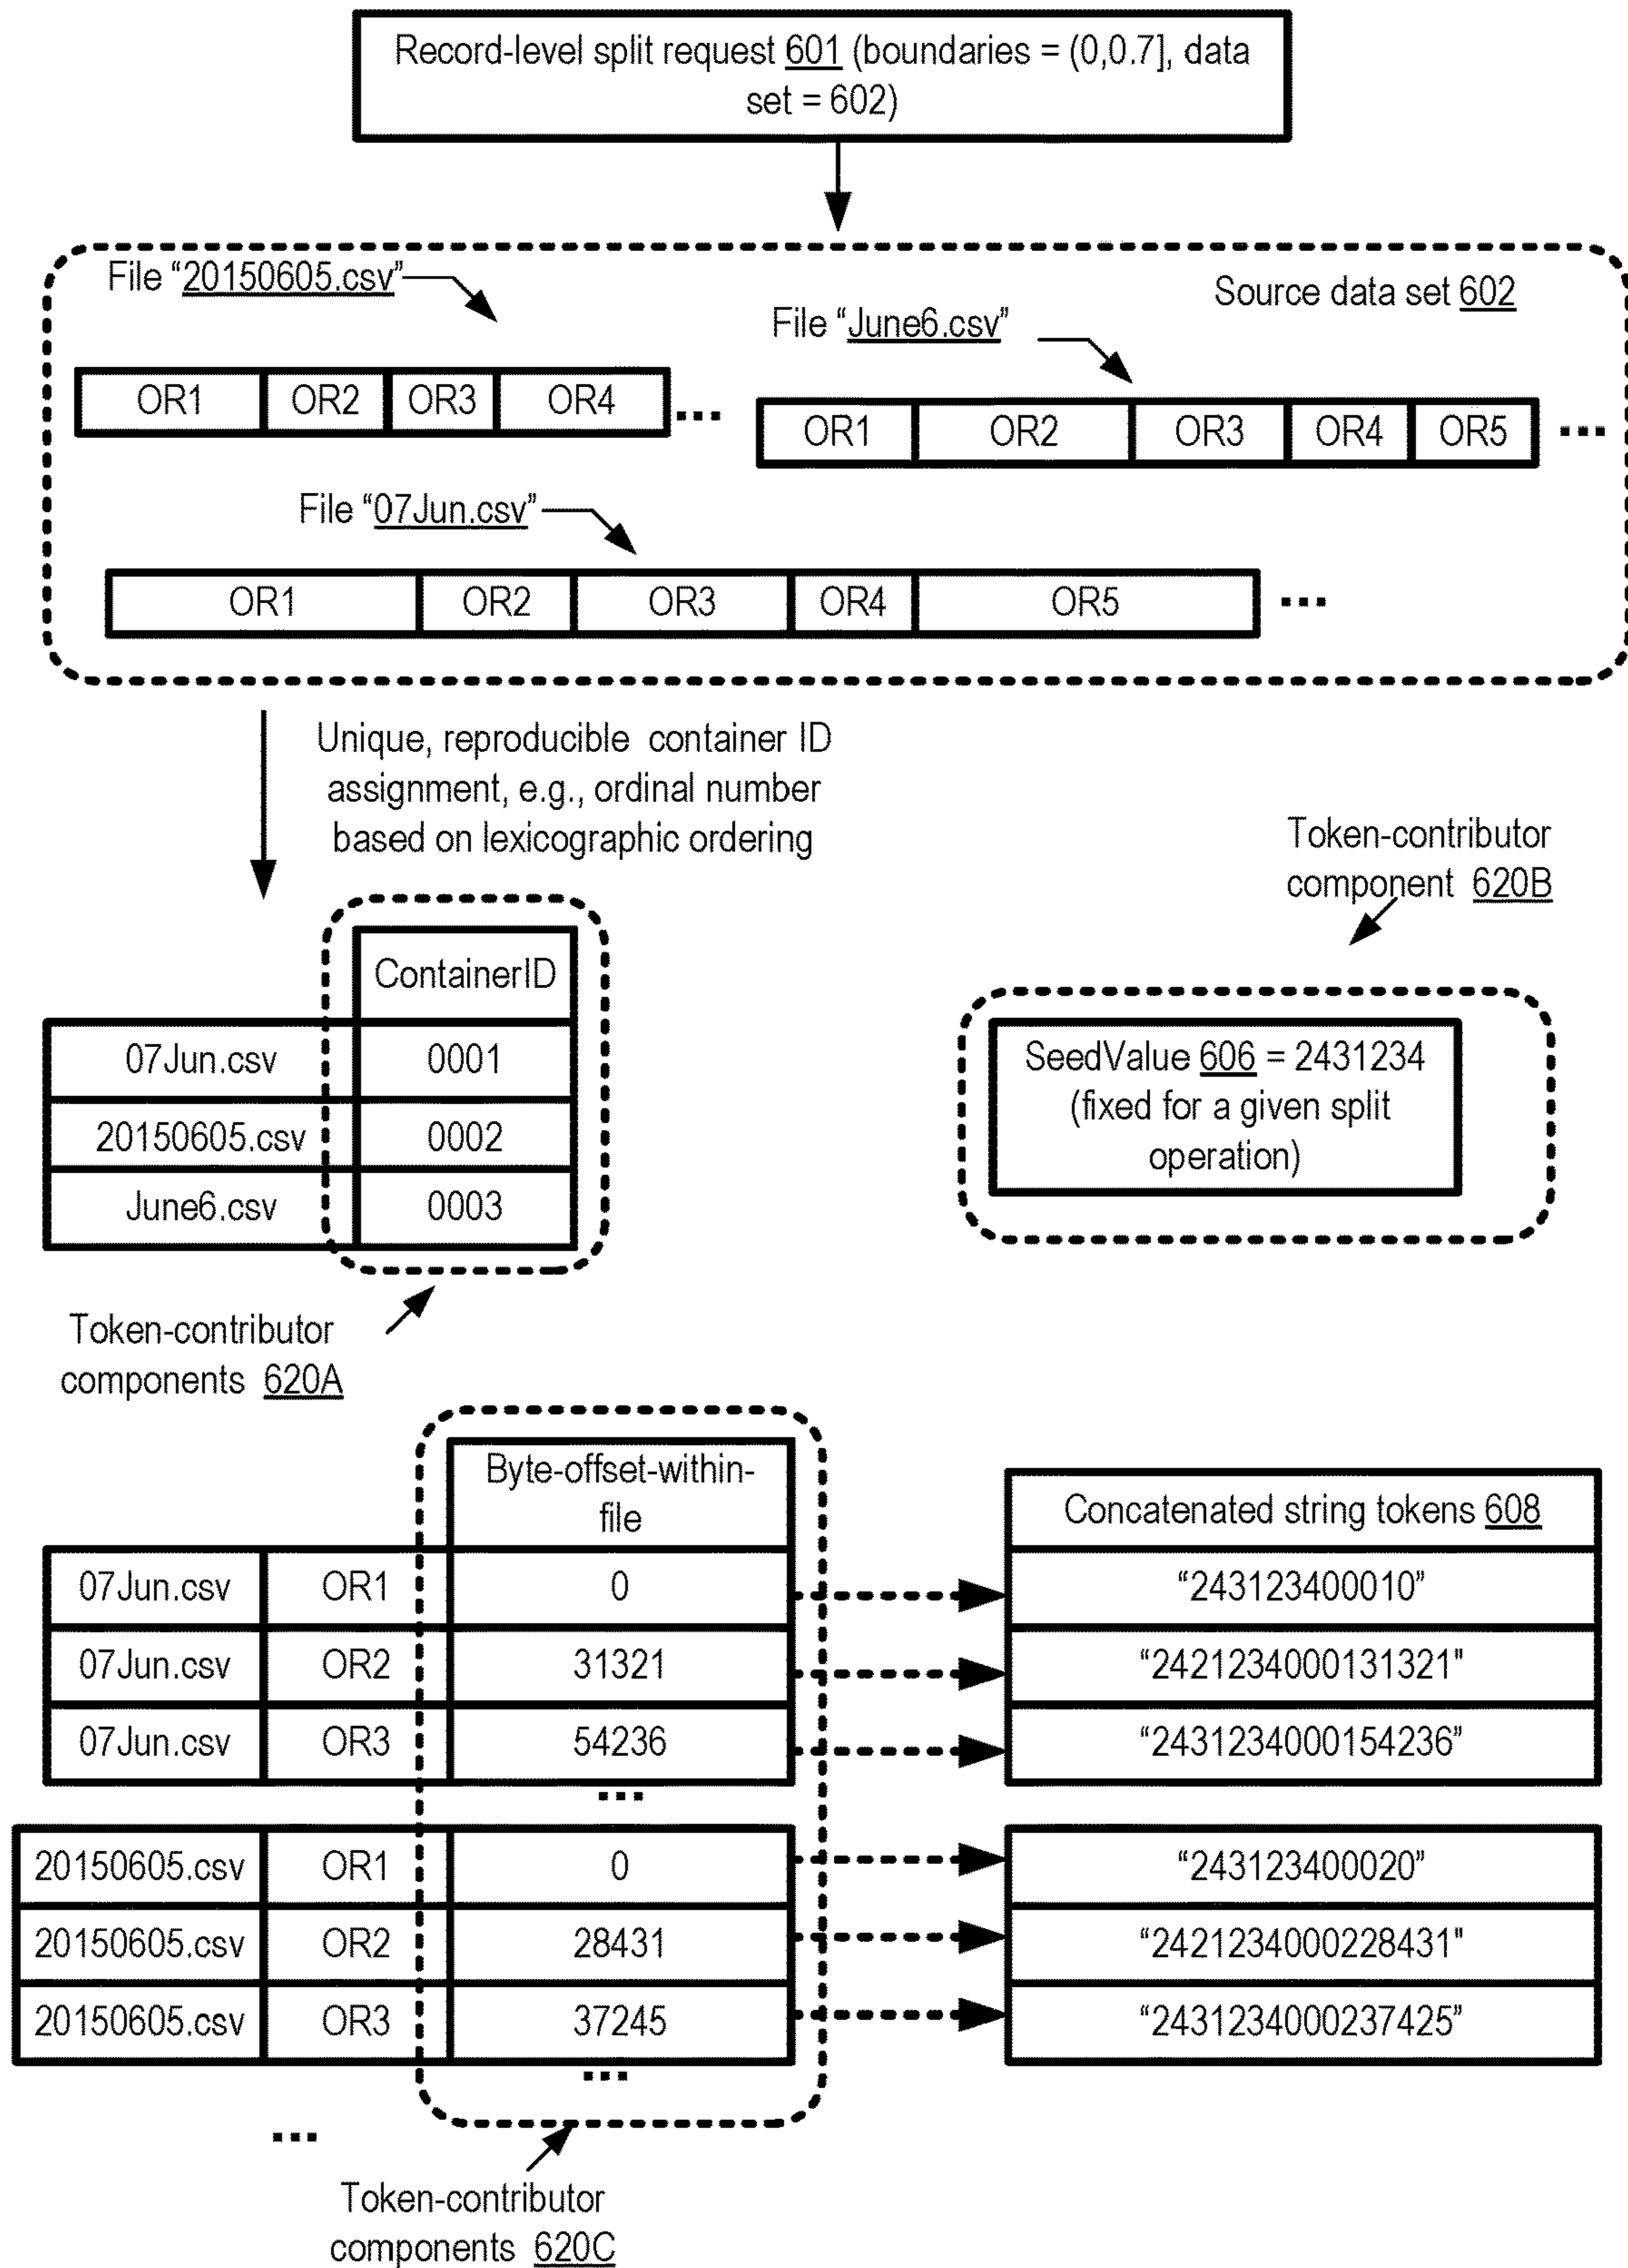 Record-level split request 601 (boundaries = (0,0.7], data
set = 602)
File “20150605.csv”
Source data set 602
File “June6.csv”
OR1 OR2 OR3 OR4 ...
OR1 OR2 OR3 OR4 OR5 ...
File “07Jun.csv”
OR1 OR2 OR3 OR4 OR5 ...
Unique, reproducible container ID
assignment, e.g., ordinal number
based on lexicographic ordering
Token-contributor
component 620B
ContainerID
07Jun.csv 0001
20150605.csv 0002
June6.csv 0003
SeedValue 606 = 2431234
(fixed for a given split
operation)
Token-contributor
components 620A
Byte-offset-within-
file
Concatenated string tokens 608
07Jun.csv OR1 0 “243123400010”
07Jun.csv OR2 31321 “2421234000131321"
07Jun.csv OR3 54236 “2431234000154236”
...
20150605.csv OR1 0 “243123400020”
20150605.csv OR2 28431 “2421234000228431"
20150605.csv OR3 37245 “2431234000237425”
...
...
Token-contributor
components 620C